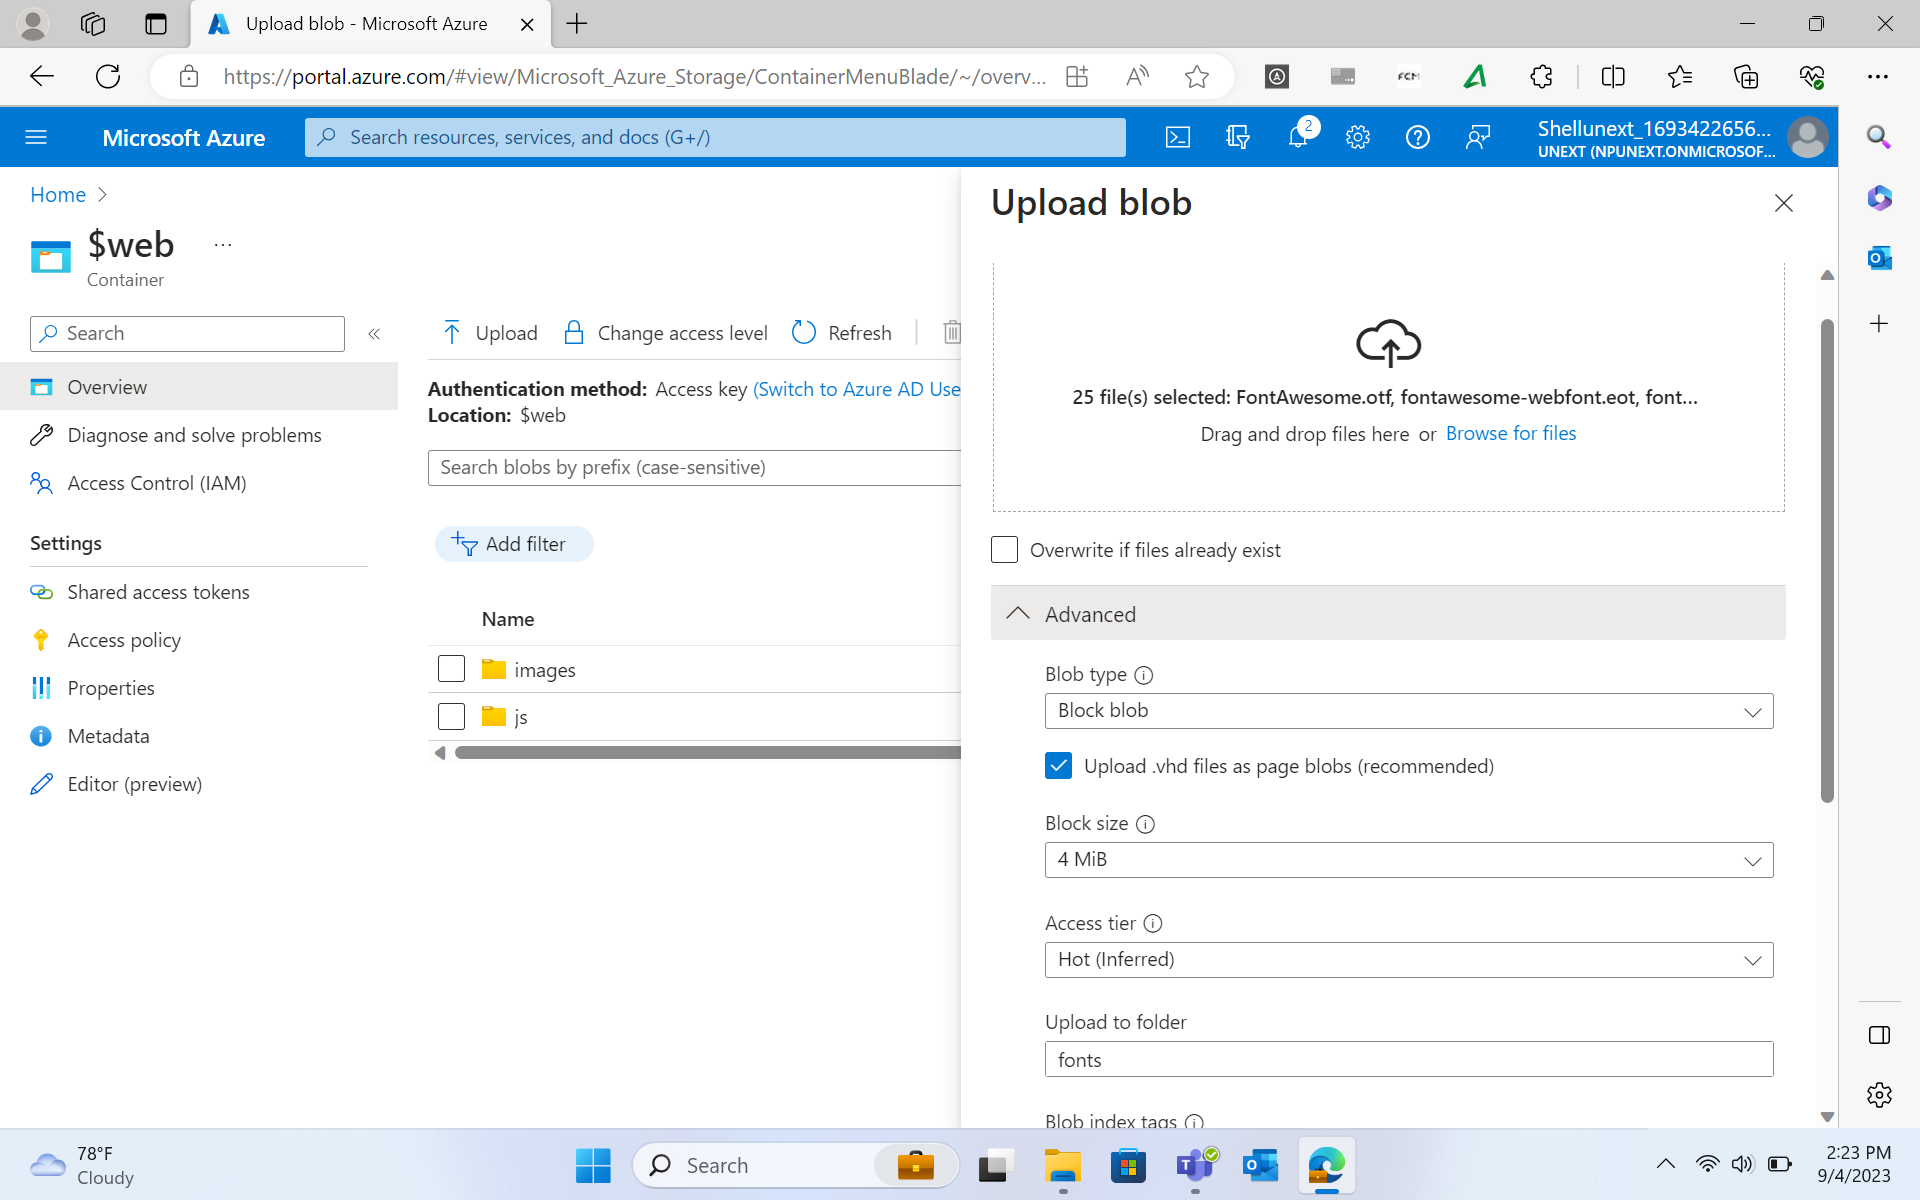 Upload blob - Microsoft Azure
https://portal.azure.com/#view/Microsoft_Azure_Storage/ContainerMenuBlade/~/overv...
FCM
Microsoft Azure
Search resources, services, and docs (G+/)
2
Shellunext_1693422656...
UNEXT (NPUNEXT.ONMICROSOF...
Home
$web
...
Container
Search
«
Overview
Diagnose and solve problems
Access Control (IAM)
Settings
Shared access tokens
Access policy
Properties
Metadata
Editor (preview)
Upload
Change access level
Refresh
Authentication method: Access key (Switch to Azure AD Use
Location: $web
Search blobs by prefix (case-sensitive)
Add filter
Name
images
js
Upload blob
25 file(s) selected: FontAwesome.otf, fontawesome-webfont.eot, font...
Drag and drop files here or Browse for files
Overwrite if files already exist
Advanced
Blob type
Block blob
Upload .vhd files as page blobs (recommended)
Block size
4 MiB
Access tier
Hot (Inferred)
Upload to folder
fonts
Blob index tags
78°F
Cloudy
Search
2:23 PM
9/4/2023